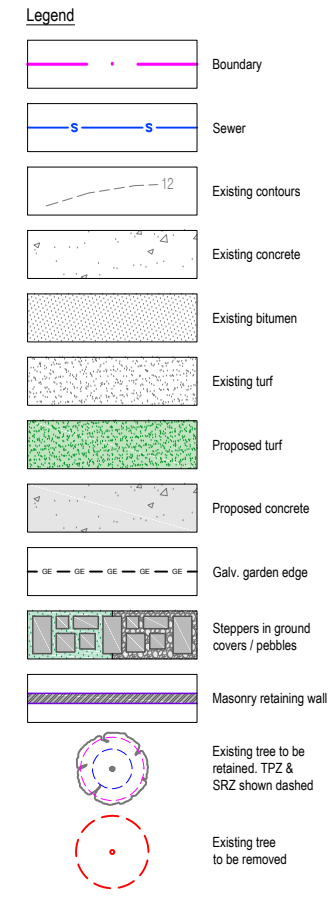 Legend
Boundary
S S
Sewer
12
Existing contours
Existing concrete
Existing bitumen
Existing turf
Proposed turf
Proposed concrete
GE GE GE GE GE
Galv. garden edge
Steppers in ground
covers / pebbles
Masonry retaining wall
Existing tree to be
retained. TPZ &
SRZ shown dashed
Existing tree
to be removed